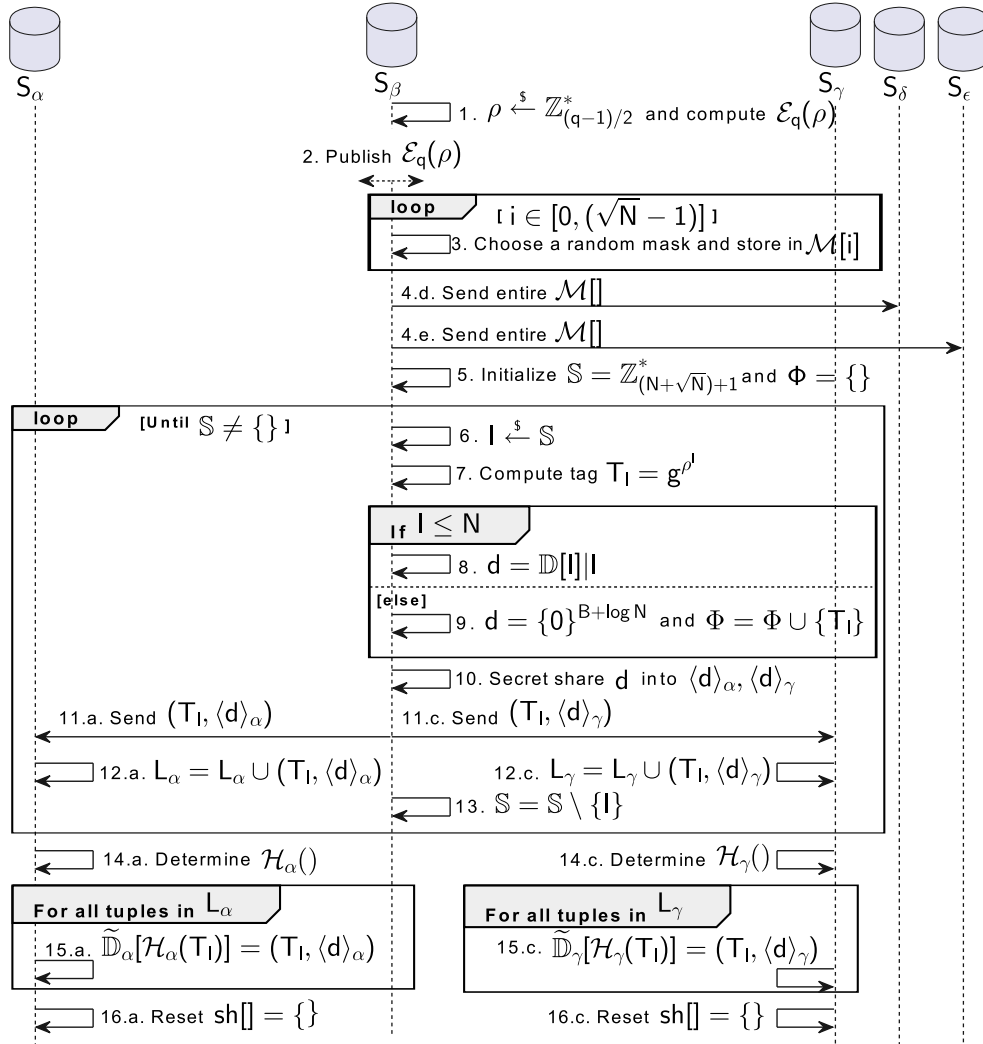 S_α S_β S_γ S_δ S_ϵ
1. ρ ←$ ℤ*_{(q−1)/2} and compute ℰ_q(ρ)
2. Publish ℰ_q(ρ)
loop [ i ∈ [0, (√N − 1)] ]
3. Choose a random mask and store in ℳ[i]
4.d. Send entire ℳ[]
4.e. Send entire ℳ[]
5. Initialize 𝕊 = ℤ*_{(N+√N)+1} and Φ = {}
loop [Until 𝕊 ≠ {} ]
6. I ←$ 𝕊
7. Compute tag T_I = g^{ρ^I}
If I ≤ N
8. d = 𝔻[I]|I
[else]
9. d = {0}^{B+log N} and Φ = Φ ∪ {T_I}
10. Secret share d into ⟨d⟩_α, ⟨d⟩_γ
11.a. Send (T_I, ⟨d⟩_α) 11.c. Send (T_I, ⟨d⟩_γ)
12.a. L_α = L_α ∪ (T_I, ⟨d⟩_α) 12.c. L_γ = L_γ ∪ (T_I, ⟨d⟩_γ)
13. 𝕊 = 𝕊 \ {I}
14.a. Determine ℋ_α() 14.c. Determine ℋ_γ()
For all tuples in L_α For all tuples in L_γ
15.a. 𝔻̃_α[ℋ_α(T_I)] = (T_I, ⟨d⟩_α) 15.c. 𝔻̃_γ[ℋ_γ(T_I)] = (T_I, ⟨d⟩_γ)
16.a. Reset sh[] = {} 16.c. Reset sh[] = {}